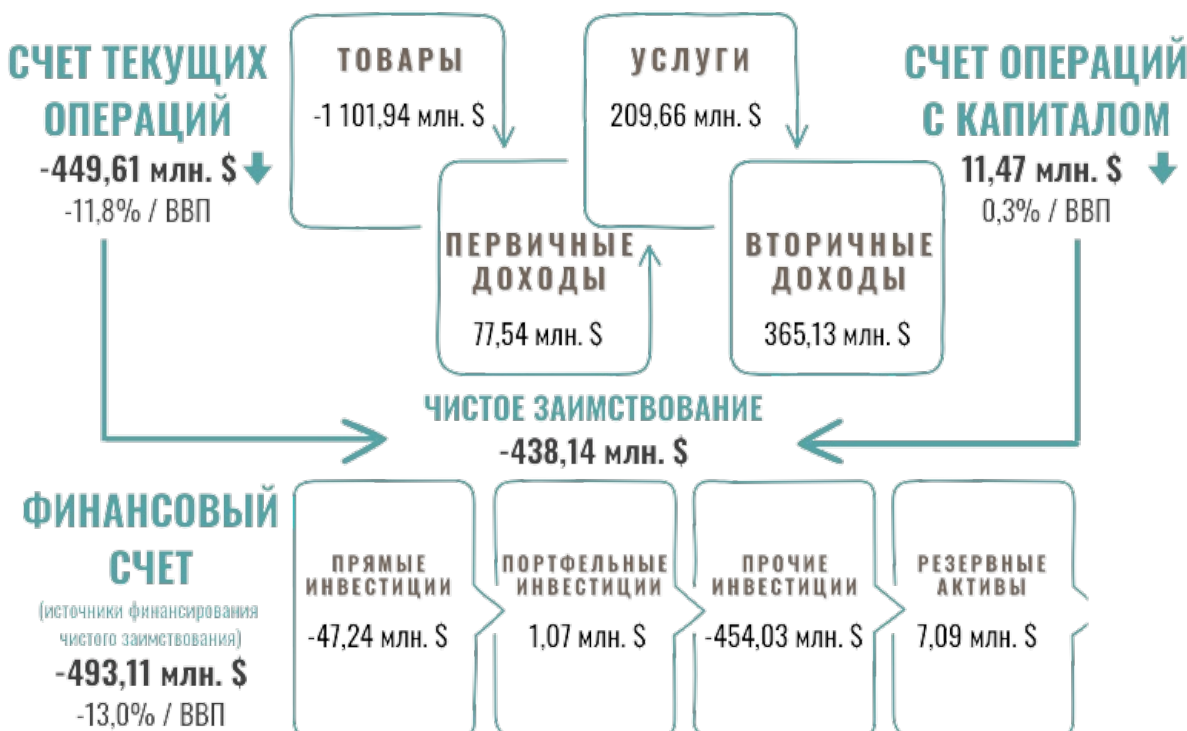 СЧЕТ ТЕКУЩИХ
ОПЕРАЦИЙ
-449,61 млн. $
-11,8% / ВВП
ТОВАРЫ
-1 101,94 млн. $
УСЛУГИ
209,66 млн. $
СЧЕТ ОПЕРАЦИЙ
С КАПИТАЛОМ
11,47 млн. $
0,3% / ВВП
ПЕРВИЧНЫЕ
ДОХОДЫ
77,54 млн. $
ВТОРИЧНЫЕ
ДОХОДЫ
365,13 млн. $
ЧИСТОЕ ЗАИМСТВОВАНИЕ
-438,14 млн. $
ФИНАНСОВЫЙ
СЧЕТ
(источники финансирования
чистого заимствования)
-493,11 млн. $
-13,0% / ВВП
ПРЯМЫЕ
ИНВЕСТИЦИИ
-47,24 млн. $
ПОРТФЕЛЬНЫЕ
ИНВЕСТИЦИИ
1,07 млн. $
ПРОЧИЕ
ИНВЕСТИЦИИ
-454,03 млн. $
РЕЗЕРВНЫЕ
АКТИВЫ
7,09 млн. $